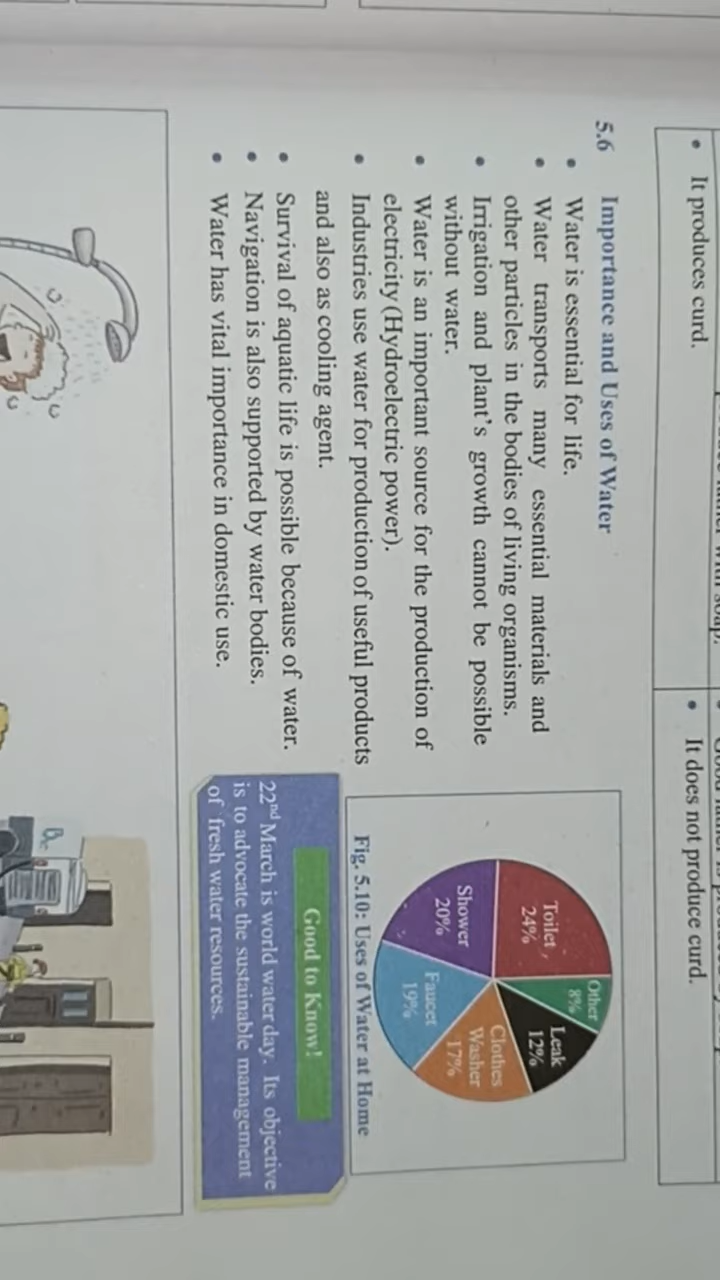 • It produces curd.
• It does not produce curd.
5.6 Importance and Uses of Water
• Water is essential for life.
• Water transports many essential materials and
other particles in the bodies of living organisms.
• Irrigation and plant's growth cannot be possible
without water.
• Water is an important source for the production of
electricity (Hydroelectric power).
• Industries use water for production of useful products
and also as cooling agent.
• Survival of aquatic life is possible because of water.
• Navigation is also supported by water bodies.
• Water has vital importance in domestic use.
Other
8%
Leak
12%
Clothes
Washer
17%
Faucet
19%
Shower
20%
Toilet
24%
Fig. 5.10: Uses of Water at Home
Good to Know!
22nd March is world water day. Its objective
is to advocate the sustainable management
of fresh water resources.